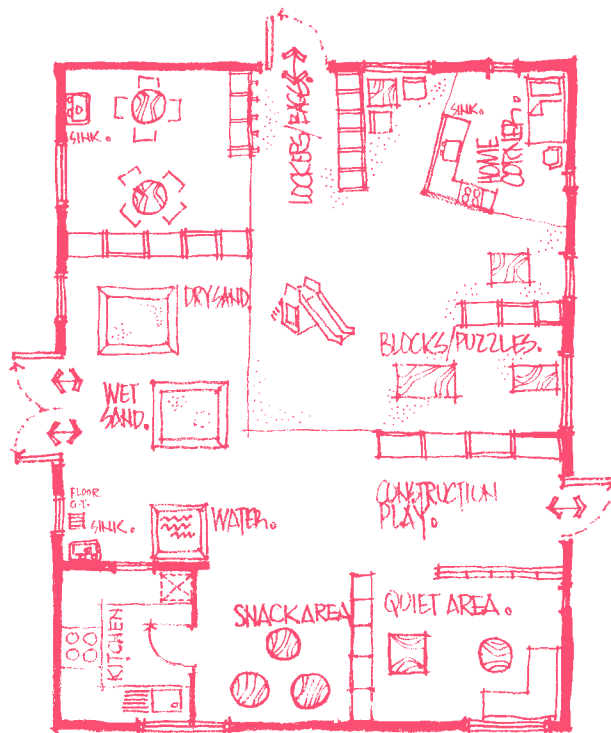 SINK.
LOCKERS/BAGS.
SINK.
HOME
CORNER.
DRY SAND.
BLOCKS/PUZZLES.
WET
SAND.
CONSTRUCTION
PLAY.
FLOOR
SINK.
WATER.
KITCHEN
SNACK AREA
QUIET AREA.